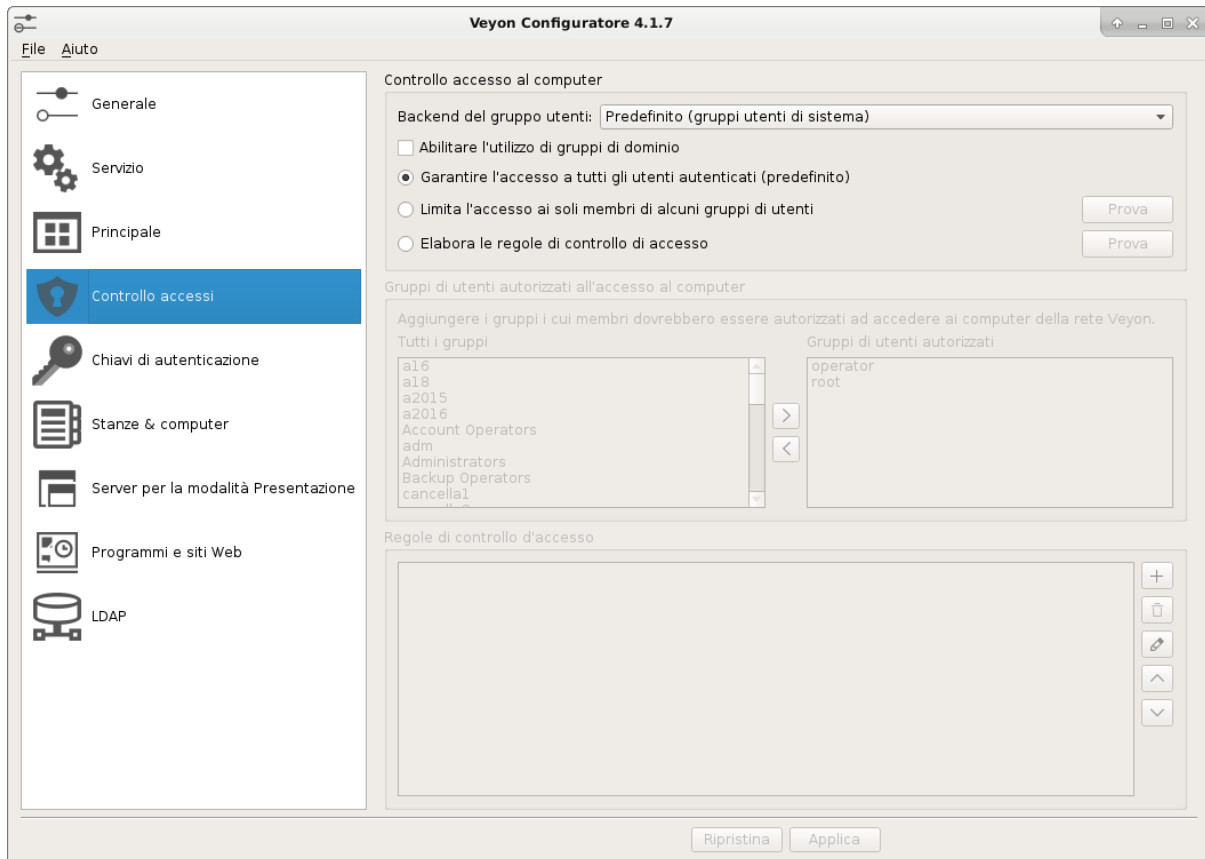 Veyon Configuratore 4.1.7
File Aiuto
Generale
Servizio
Principale
Controllo accessi
Chiavi di autenticazione
Stanze & computer
Server per la modalità Presentazione
Programmi e siti Web
LDAP
Controllo accesso al computer
Backend del gruppo utenti: Predefinito (gruppi utenti di sistema)
Abilitare l'utilizzo di gruppi di dominio
Garantire l'accesso a tutti gli utenti autenticati (predefinito)
Limita l'accesso ai soli membri di alcuni gruppi di utenti Prova
Elabora le regole di controllo di accesso Prova
Gruppi di utenti autorizzati all'accesso al computer
Aggiungere i gruppi i cui membri dovrebbero essere autorizzati ad accedere ai computer della rete Veyon.
Tutti i gruppi
a16
a18
a2015
a2016
Account Operators
adm
Administrators
Backup Operators
cancella1
Gruppi di utenti autorizzati
operator
root
Regole di controllo d'accesso
Ripristina Applica